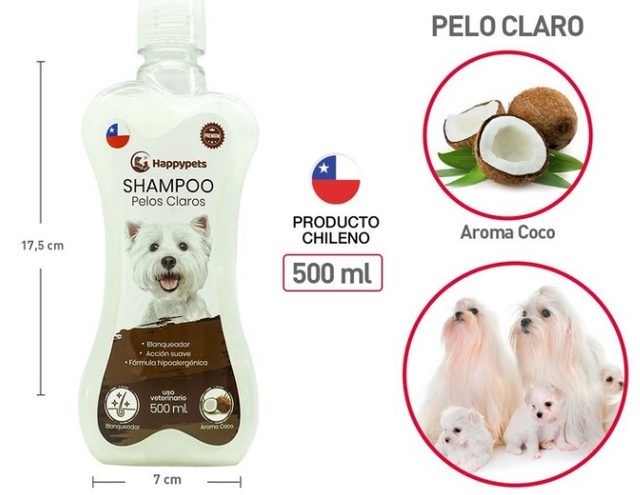 PELO CLARO
PREMIUM
Happypets
SHAMPOO
Pelos Claros
17,5 cm
PRODUCTO
CHILENO
500 ml
Aroma Coco
• Blanqueador
• Acción suave
• Fórmula hipoalergénica
uso
veterinario
500 ml
Blanqueador
Aroma Coco
7 cm